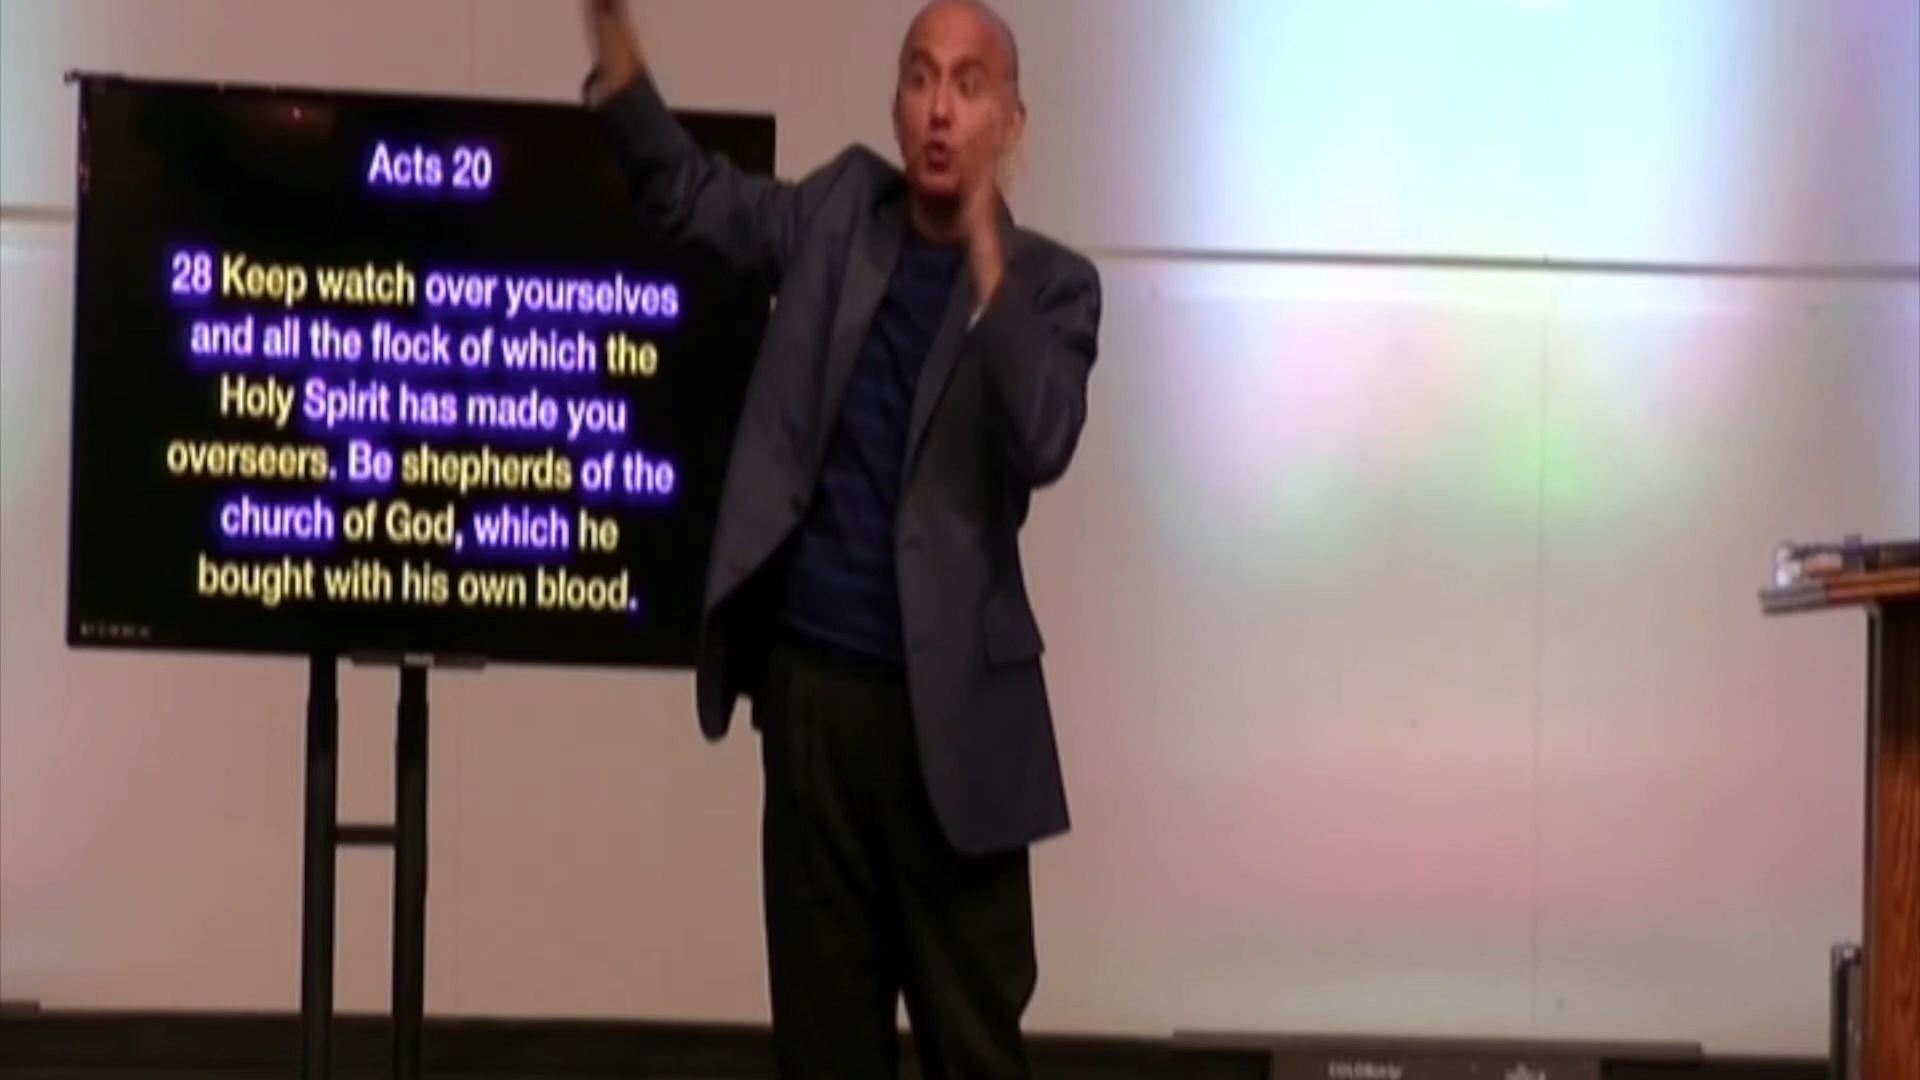 Acts 20
28 Keep watch over yourselves
and all the flock of which the
Holy Spirit has made you
overseers. Be shepherds of the
church of God, which he
bought with his own blood.